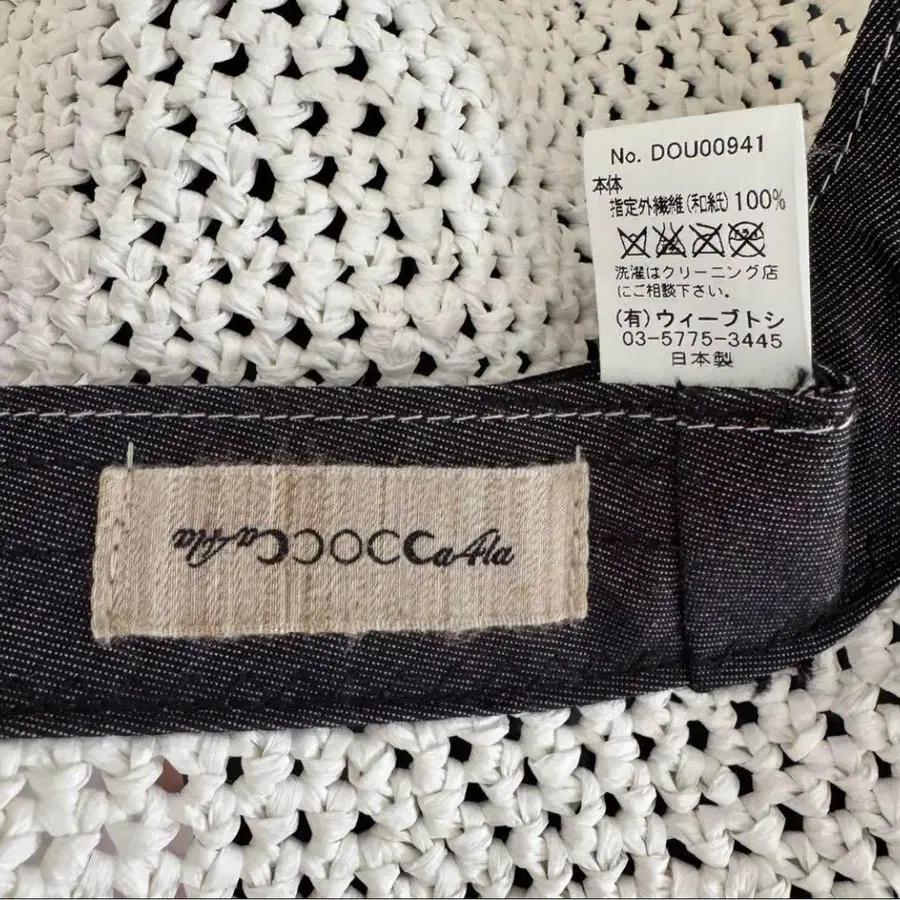 No. DOU00941
本体
指定外繊維(和紙)100%
洗濯はクリーニング店
にご相談下さい。
(有)ウィーブトシ
03-5775-3445
日本製
Ca4la
Ca4la